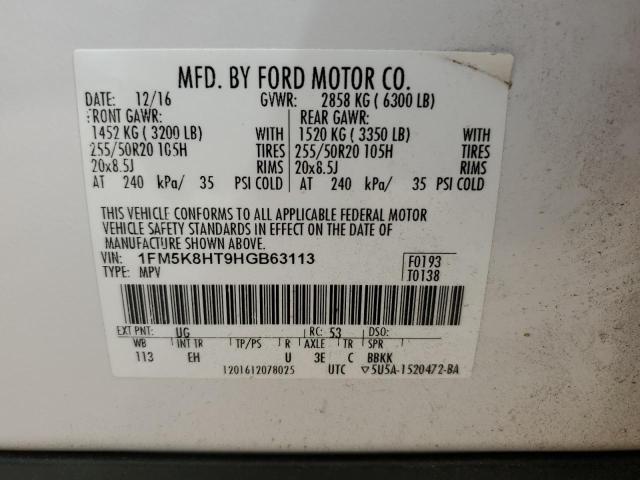 MFD. BY FORD MOTOR CO.
DATE: 12/16 GVWR: 2858 KG ( 6300 LB)
FRONT GAWR: REAR GAWR:
1452 KG ( 3200 LB) WITH 1520 KG ( 3350 LB) WITH
255/50R20 105H TIRES 255/50R20 105H TIRES
20x8.5J RIMS 20x8.5J RIMS
AT 240 kPa/ 35 PSI COLD AT 240 kPa/ 35 PSI COLD
THIS VEHICLE CONFORMS TO ALL APPLICABLE FEDERAL MOTOR
VEHICLE SAFETY STANDARDS IN EFFECT ON THE DATE OF
MANUFACTURE SHOWN ABOVE.
VIN: 1FM5K8HT9HGB63113 F0193
TYPE: MPV T0138
EXT PNT: UG RC: 53 DSO:
WB INT TR TP/PS R AXLE TR SPR
113 EH U 3E C BBKK
1201612078025 UTC ▽5U5A-1520472-BA